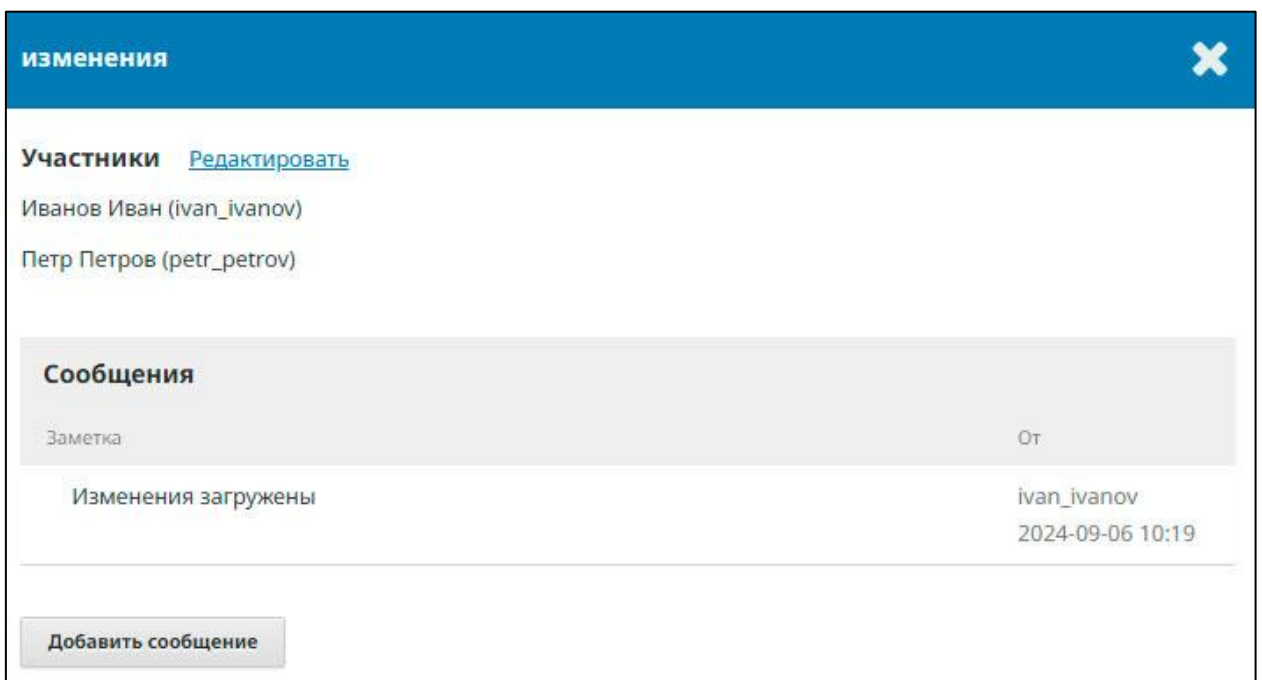 изменения
Участники Редактировать
Иванов Иван (ivan_ivanov)
Петр Петров (petr_petrov)
Сообщения
Заметка От
Изменения загружены ivan_ivanov
2024-09-06 10:19
Добавить сообщение